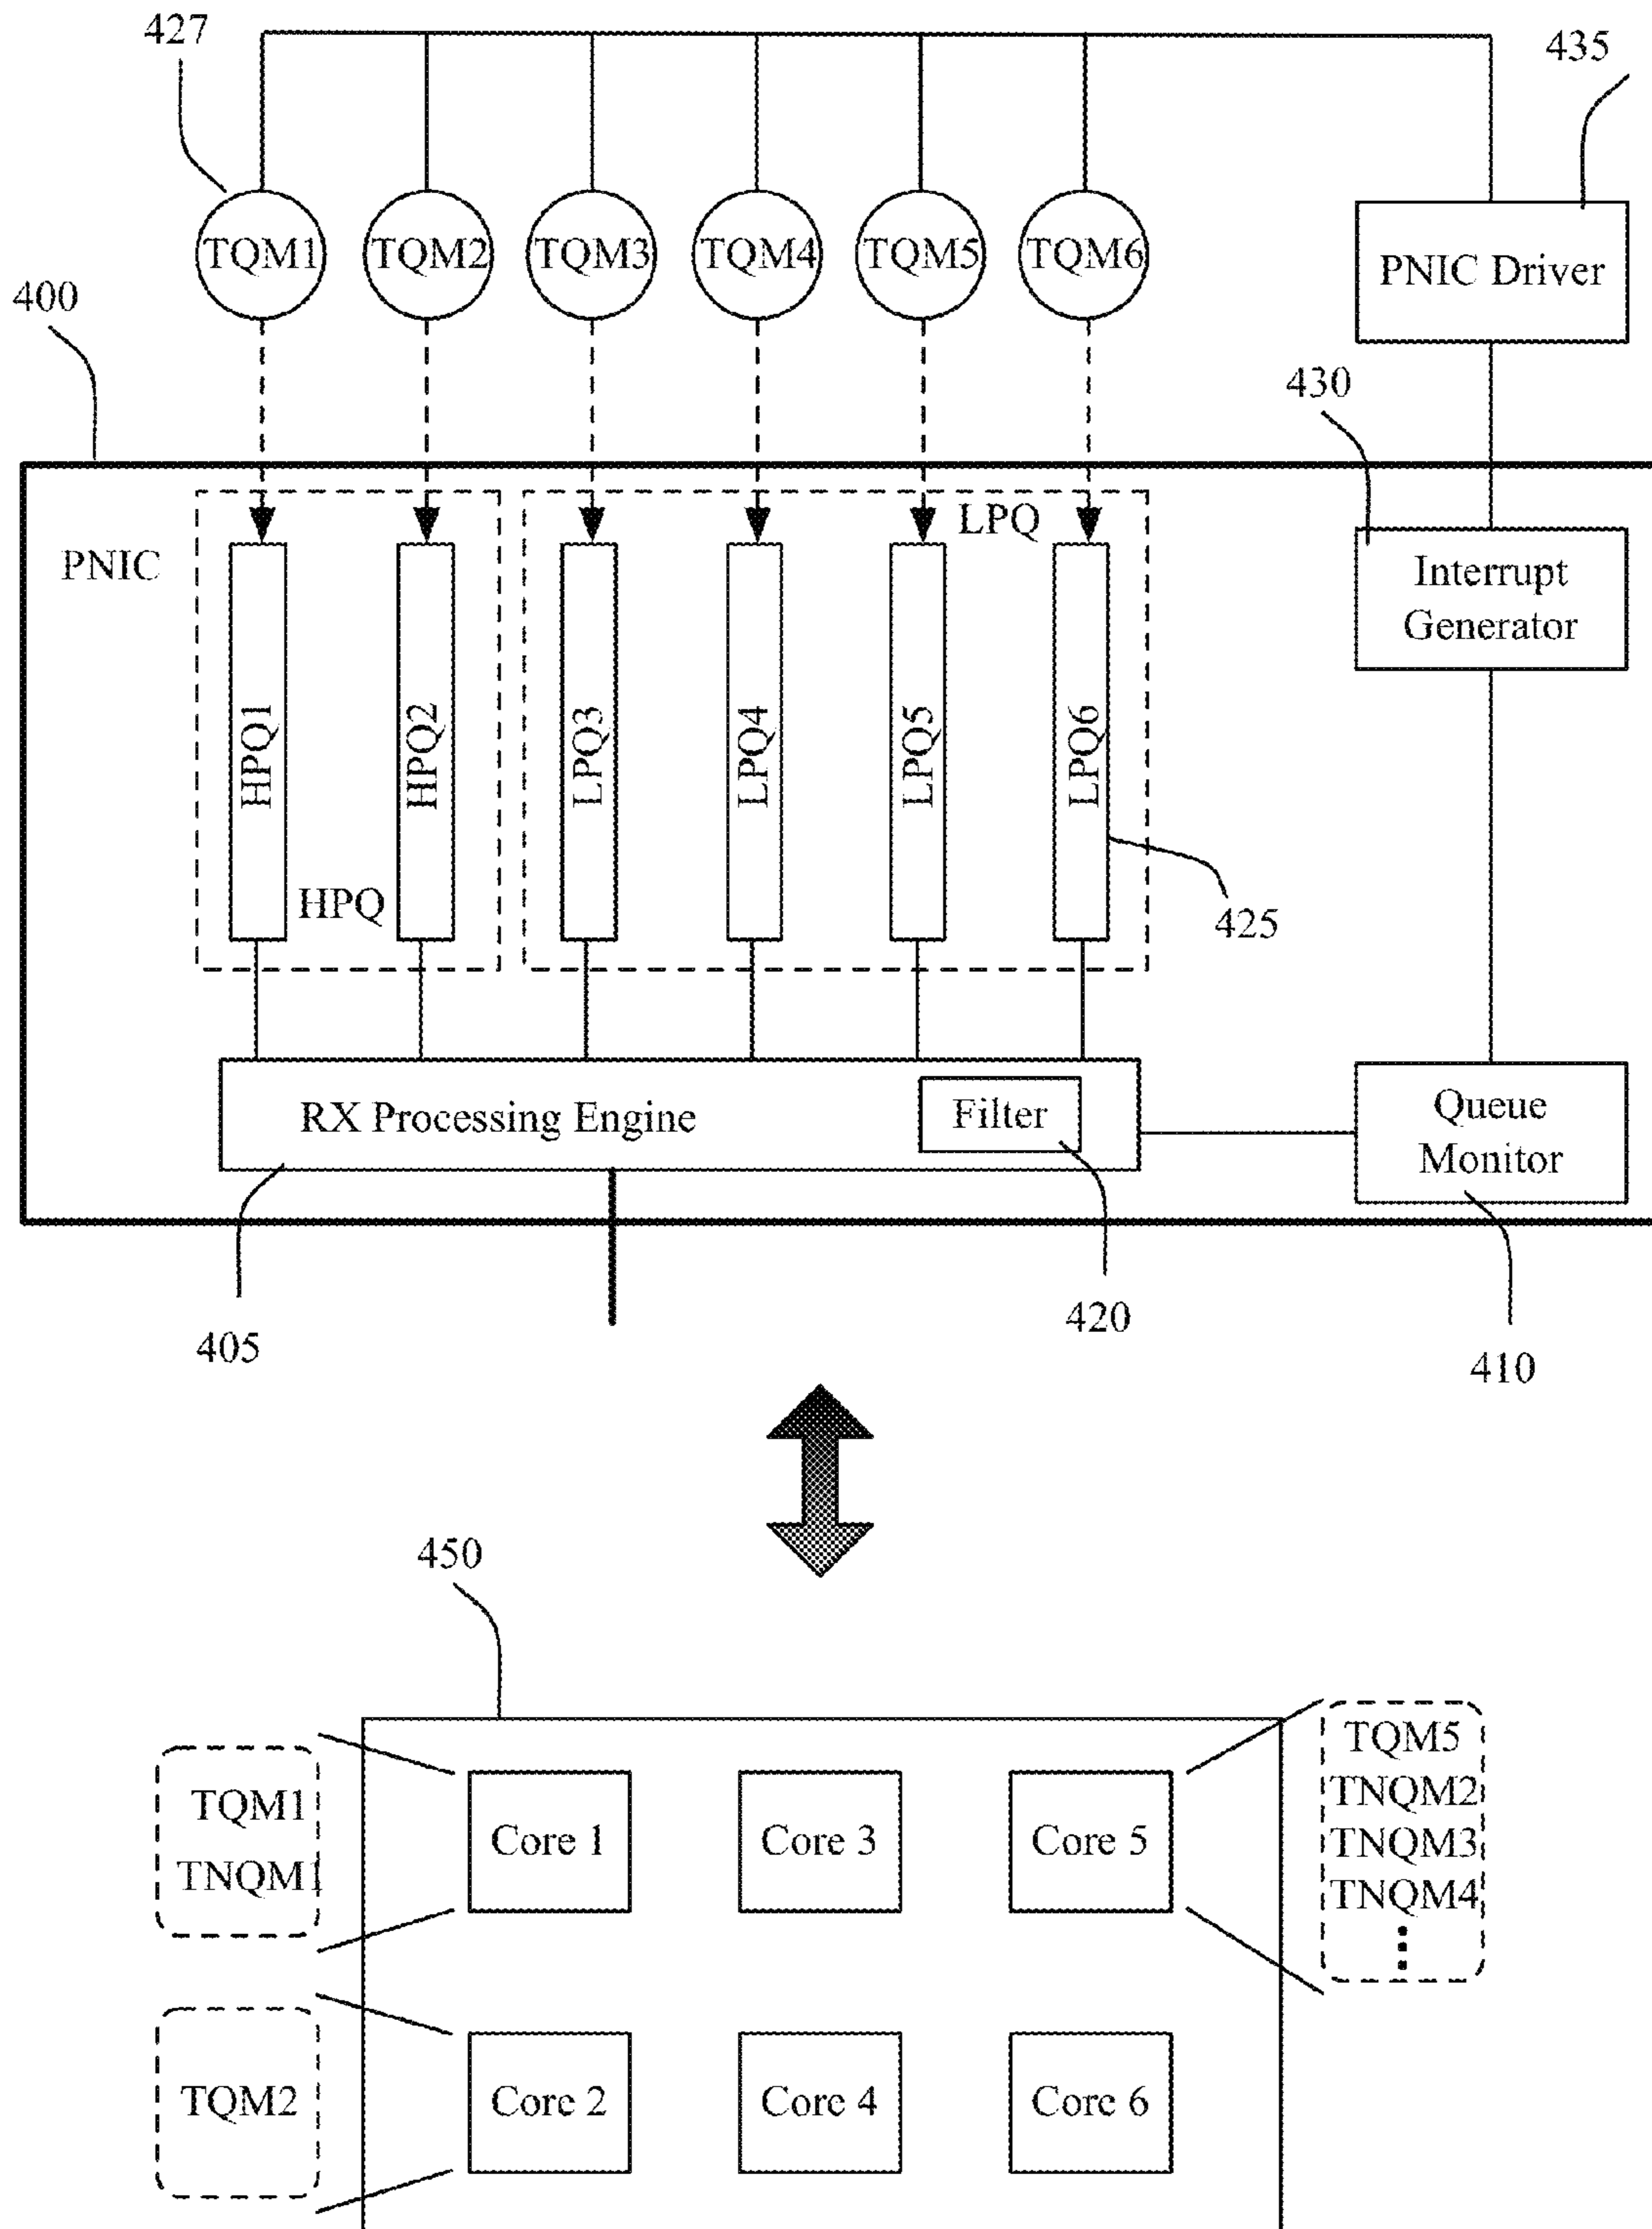 427
435
TQM1 TQM2 TQM3 TQM4 TQM5 TQM6
PNIC Driver
400
430
PNIC
LPQ
Interrupt
Generator
HPQ1 HPQ2 LPQ3 LPQ4 LPQ5 LPQ6
HPQ
425
RX Processing Engine
Filter
Queue
Monitor
405
420
410
450
TQM1
TNQM1
Core 1 Core 3 Core 5
TQM5
TNQM2
TNQM3
TNQM4
TQM2
Core 2 Core 4 Core 6